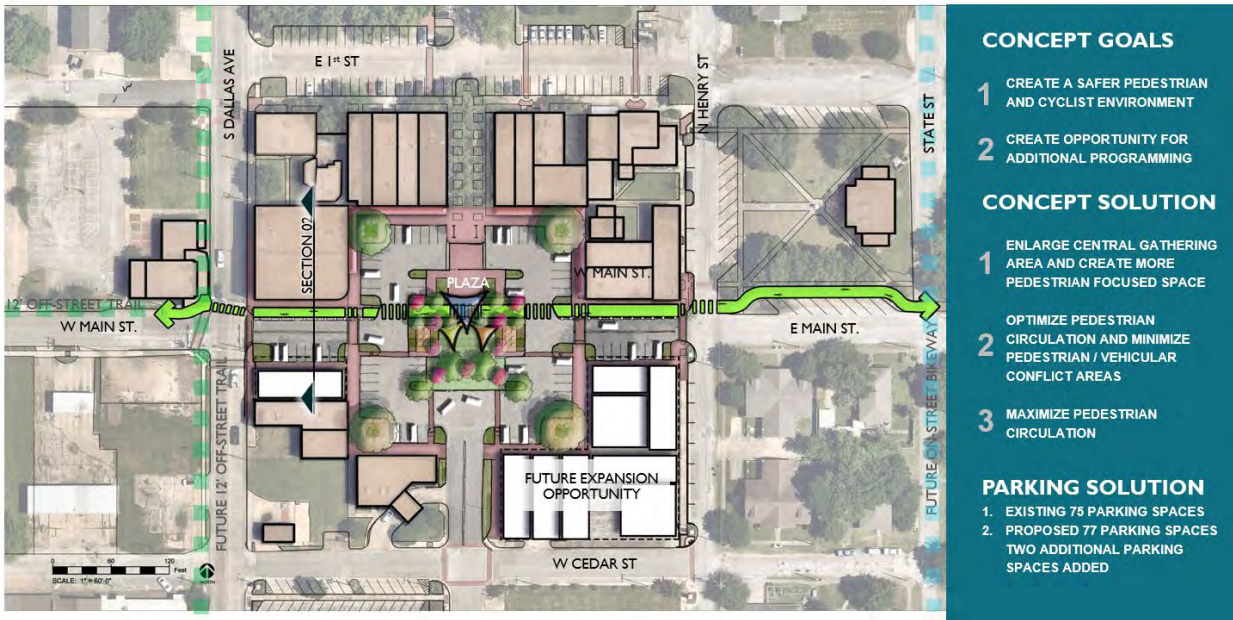 E 1st ST
S DALLAS AVE
N HENRY ST
STATE ST
SECTION 02
PLAZA
W MAIN ST.
12' OFF-STREET TRAIL
W MAIN ST.
E MAIN ST.
FUTURE 12' OFF-STREET TRAIL
FUTURE ON-STREET BIKEWAY
FUTURE EXPANSION
OPPORTUNITY
W CEDAR ST
0 60 120
Feet
SCALE: 1" = 60'-0"
NORTH
CONCEPT GOALS
1 CREATE A SAFER PEDESTRIAN
AND CYCLIST ENVIRONMENT
2 CREATE OPPORTUNITY FOR
ADDITIONAL PROGRAMMING
CONCEPT SOLUTION
1 ENLARGE CENTRAL GATHERING
AREA AND CREATE MORE
PEDESTRIAN FOCUSED SPACE
2 OPTIMIZE PEDESTRIAN
CIRCULATION AND MINIMIZE
PEDESTRIAN / VEHICULAR
CONFLICT AREAS
3 MAXIMIZE PEDESTRIAN
CIRCULATION
PARKING SOLUTION
1. EXISTING 75 PARKING SPACES
2. PROPOSED 77 PARKING SPACES
TWO ADDITIONAL PARKING
SPACES ADDED